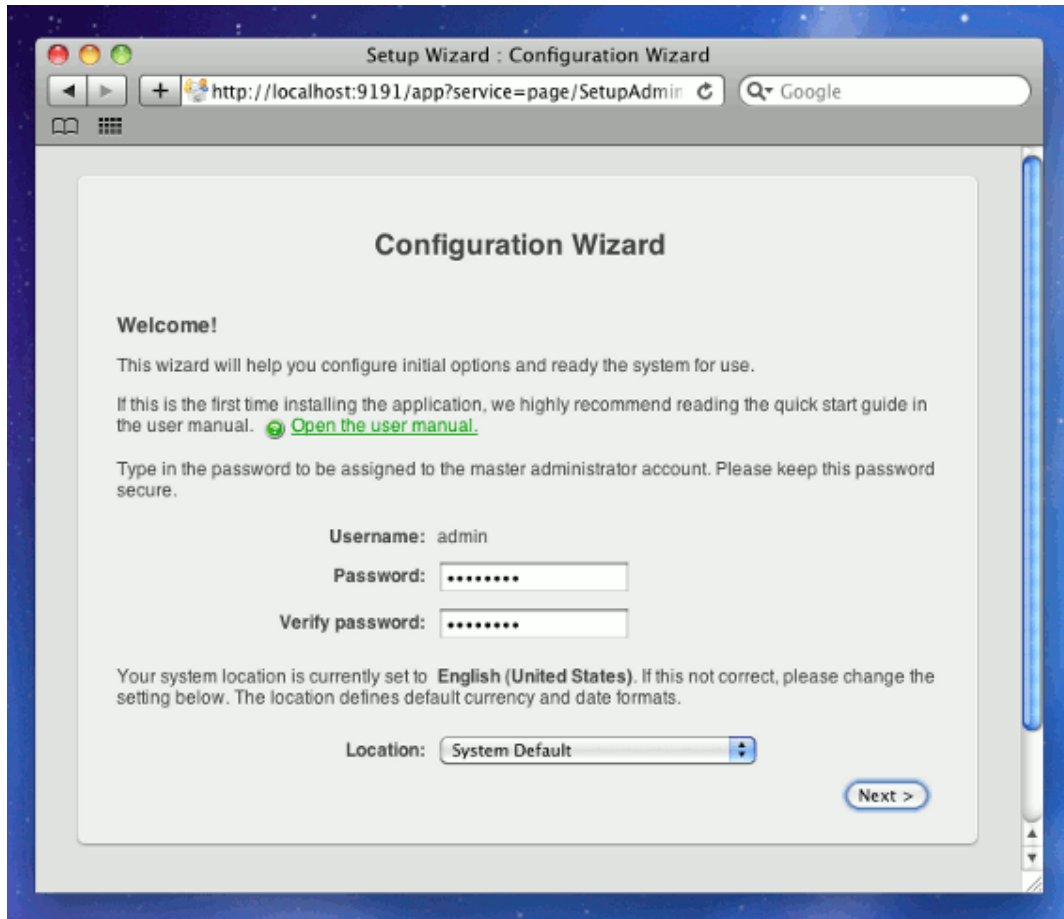 Setup Wizard : Configuration Wizard
http://localhost:9191/app?service=page/SetupAdmin
Google
Configuration Wizard
Welcome!
This wizard will help you configure initial options and ready the system for use.
If this is the first time installing the application, we highly recommend reading the quick start guide in
the user manual. Open the user manual.
Type in the password to be assigned to the master administrator account. Please keep this password
secure.
Username: admin
Password: ••••••••
Verify password: ••••••••
Your system location is currently set to English (United States). If this not correct, please change the
setting below. The location defines default currency and date formats.
Location: System Default
Next >